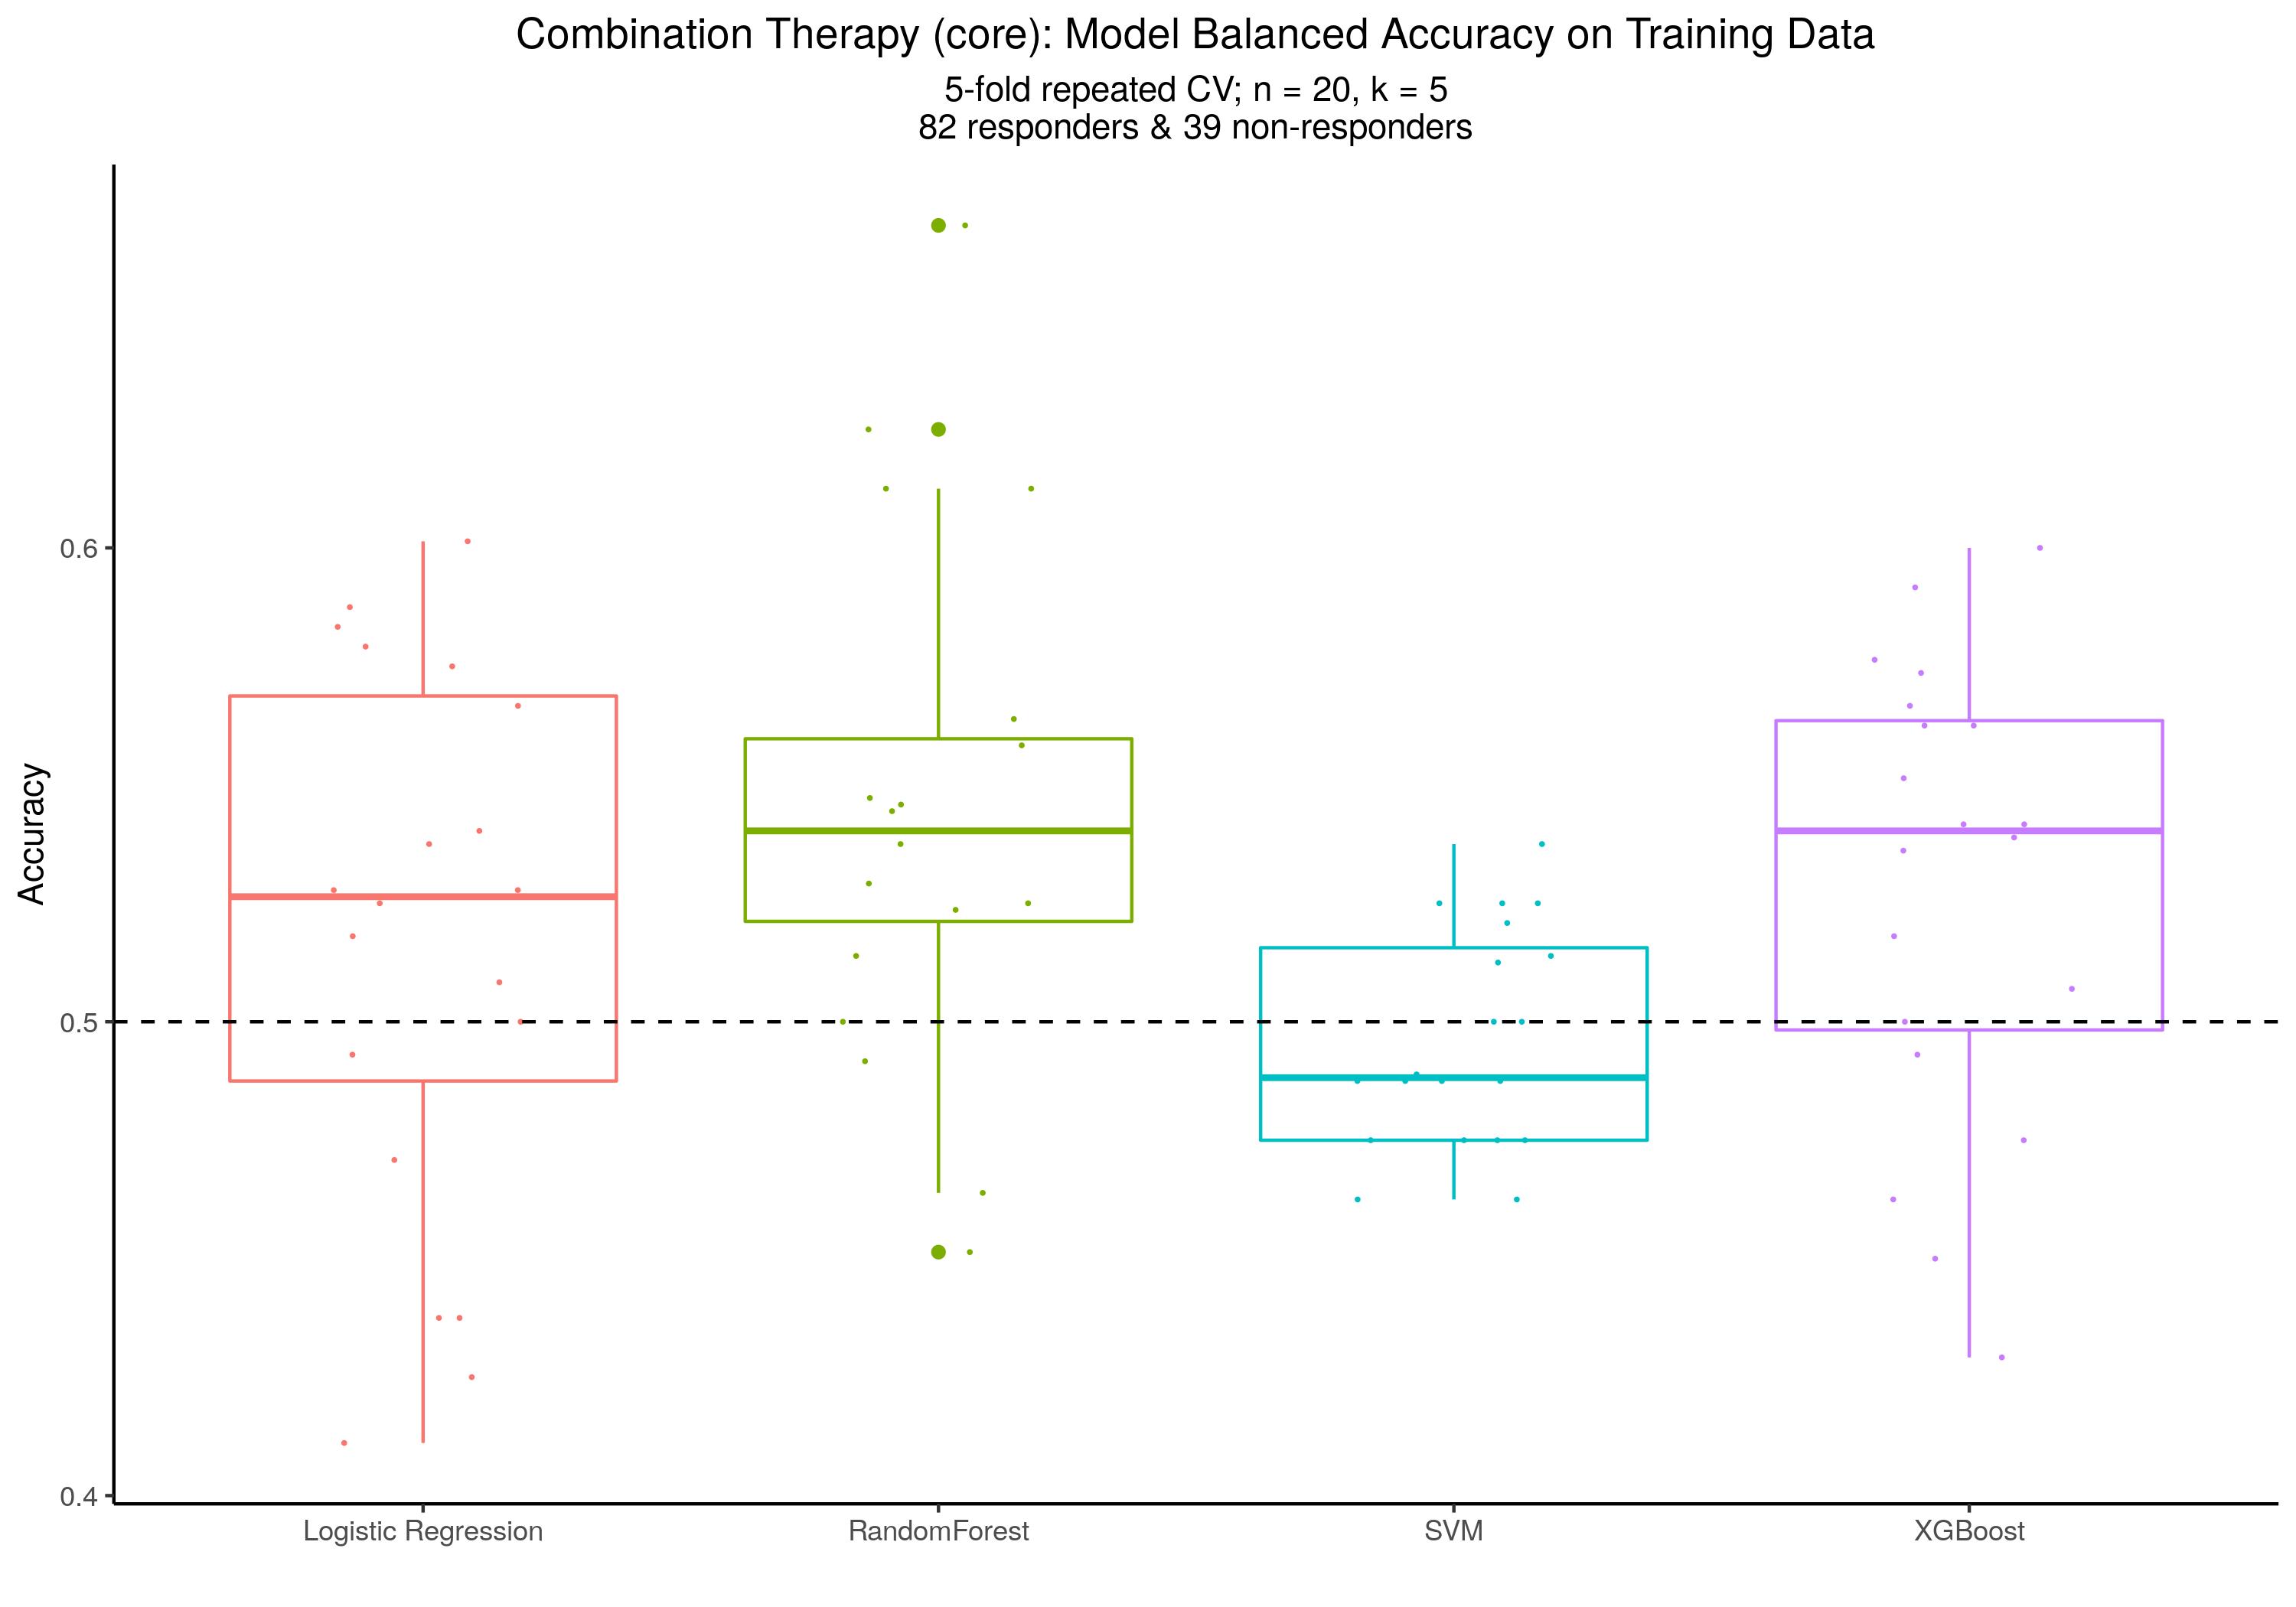 Combination Therapy (core): Model Balanced Accuracy on Training Data
5-fold repeated CV; n = 20, k = 5
82 responders & 39 non-responders
Accuracy
0.6
0.5
0.4
Logistic Regression
RandomForest
SVM
XGBoost